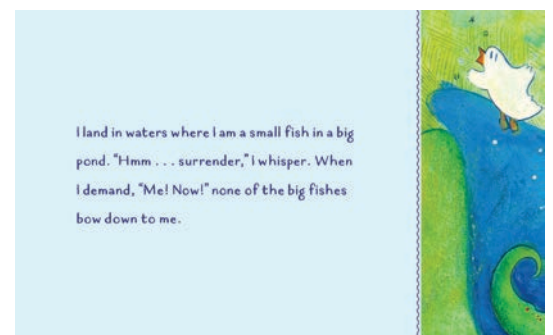 I land in waters where I am a small fish in a big
pond. “Hmm . . . surrender,” I whisper. When
I demand, “Me! Now!” none of the big fishes
bow down to me.